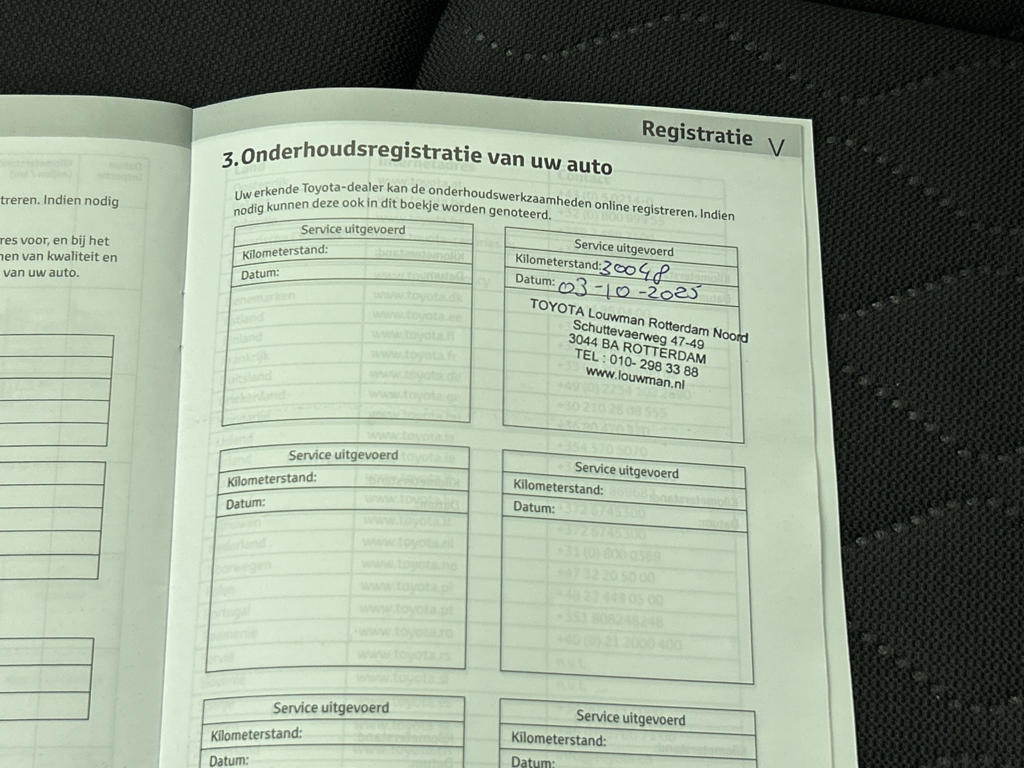 treren. Indien nodig
res voor, en bij het
nen van kwaliteit en
van uw auto.
Registratie V
3. Onderhoudsregistratie van uw auto
Uw erkende Toyota-dealer kan de onderhoudswerkzaamheden online registreren. Indien
nodig kunnen deze ook in dit boekje worden genoteerd.
Service uitgevoerd
Kilometerstand:
Datum:
Service uitgevoerd
Kilometerstand: 30048
Datum: 03-10-2025
TOYOTA Louwman Rotterdam Noord
Schuttevaerweg 47-49
3044 BA ROTTERDAM
TEL : 010- 298 33 88
www.louwman.nl
Service uitgevoerd
Kilometerstand:
Datum:
Service uitgevoerd
Kilometerstand:
Datum:
Service uitgevoerd
Kilometerstand:
Datum:
Service uitgevoerd
Kilometerstand:
Datum: